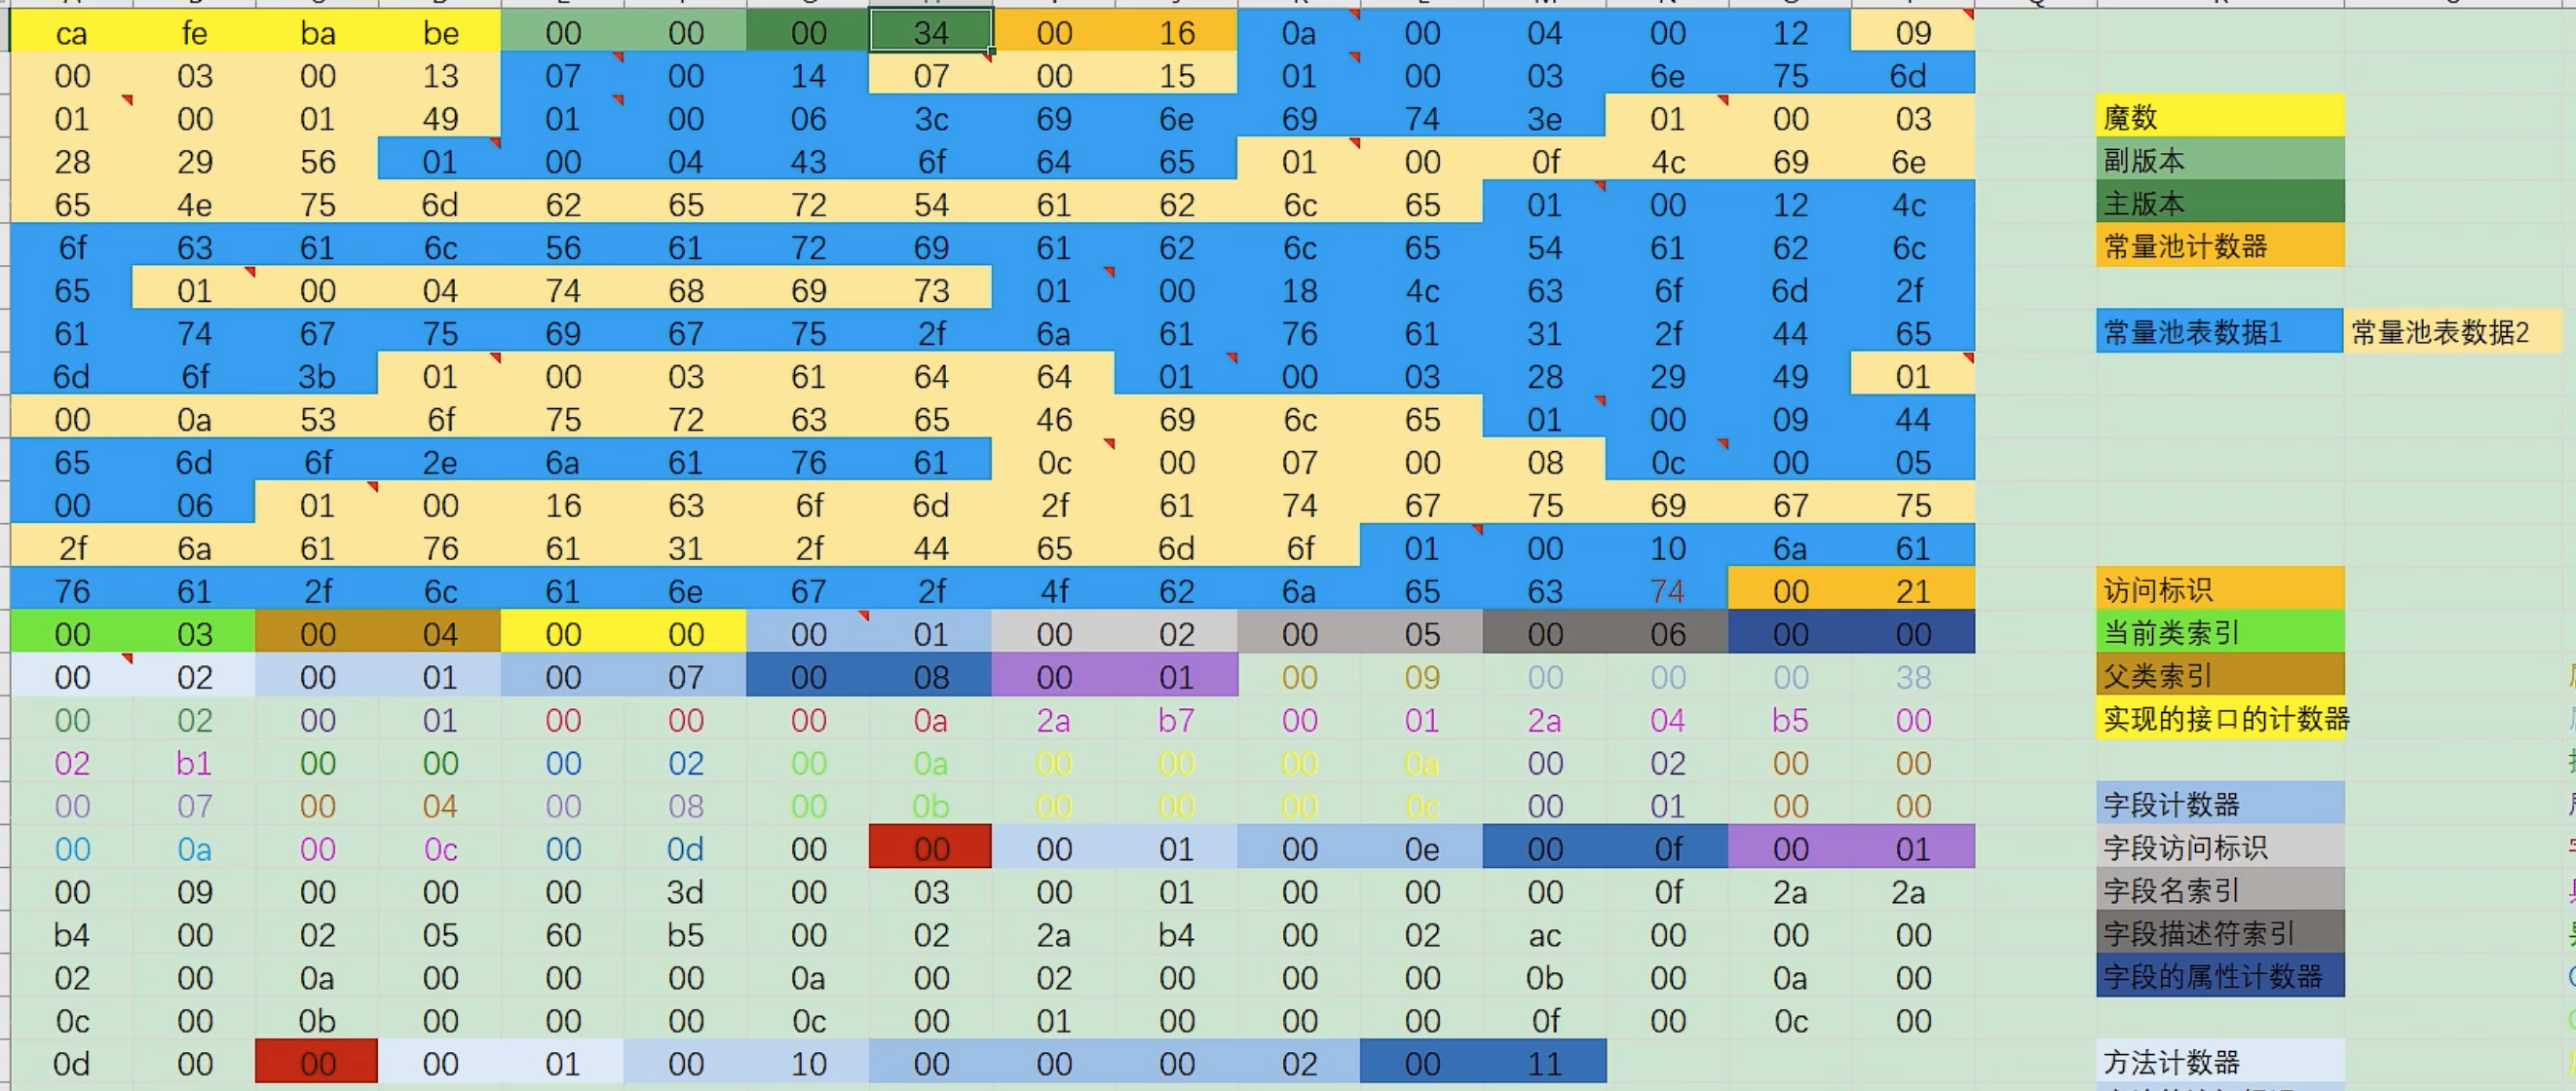 ca fe ba be 00 00 00 34 00 16 0a 00 04 00 12 09
00 03 00 13 07 00 14 07 00 15 01 00 03 6e 75 6d
01 00 01 49 01 00 06 3c 69 6e 69 74 3e 01 00 03 魔数
28 29 56 01 00 04 43 6f 64 65 01 00 0f 4c 69 6e 副版本
65 4e 75 6d 62 65 72 54 61 62 6c 65 01 00 12 4c 主版本
6f 63 61 6c 56 61 72 69 61 62 6c 65 54 61 62 6c 常量池计数器
65 01 00 04 74 68 69 73 01 00 18 4c 63 6f 6d 2f
61 74 67 75 69 67 75 2f 6a 61 76 61 31 2f 44 65 常量池表数据1 常量池表数据2
6d 6f 3b 01 00 03 61 64 64 01 00 03 28 29 49 01
00 0a 53 6f 75 72 63 65 46 69 6c 65 01 00 09 44
65 6d 6f 2e 6a 61 76 61 0c 00 07 00 08 0c 00 05
00 06 01 00 16 63 6f 6d 2f 61 74 67 75 69 67 75
2f 6a 61 76 61 31 2f 44 65 6d 6f 01 00 10 6a 61
76 61 2f 6c 61 6e 67 2f 4f 62 6a 65 63 74 00 21 访问标识
00 03 00 04 00 00 00 01 00 02 00 05 00 06 00 00 当前类索引
00 02 00 01 00 07 00 08 00 01 00 09 00 00 00 38 父类索引
00 02 00 01 00 00 00 0a 2a b7 00 01 2a 04 b5 00 实现的接口的计数器
02 b1 00 00 00 02 00 0a 00 00 00 0a 00 02 00 00
00 07 00 04 00 08 00 0b 00 00 00 0c 00 01 00 00 字段计数器
00 0a 00 0c 00 0d 00 00 00 01 00 0e 00 0f 00 01 字段访问标识
00 09 00 00 00 3d 00 03 00 01 00 00 00 0f 2a 2a 字段名索引
b4 00 02 05 60 b5 00 02 2a b4 00 02 ac 00 00 00 字段描述符索引
02 00 0a 00 00 00 0a 00 02 00 00 00 0b 00 0a 00 字段的属性计数器
0c 00 0b 00 00 00 0c 00 01 00 00 00 0f 00 0c 00
0d 00 00 00 01 00 10 00 00 00 02 00 11 方法计数器